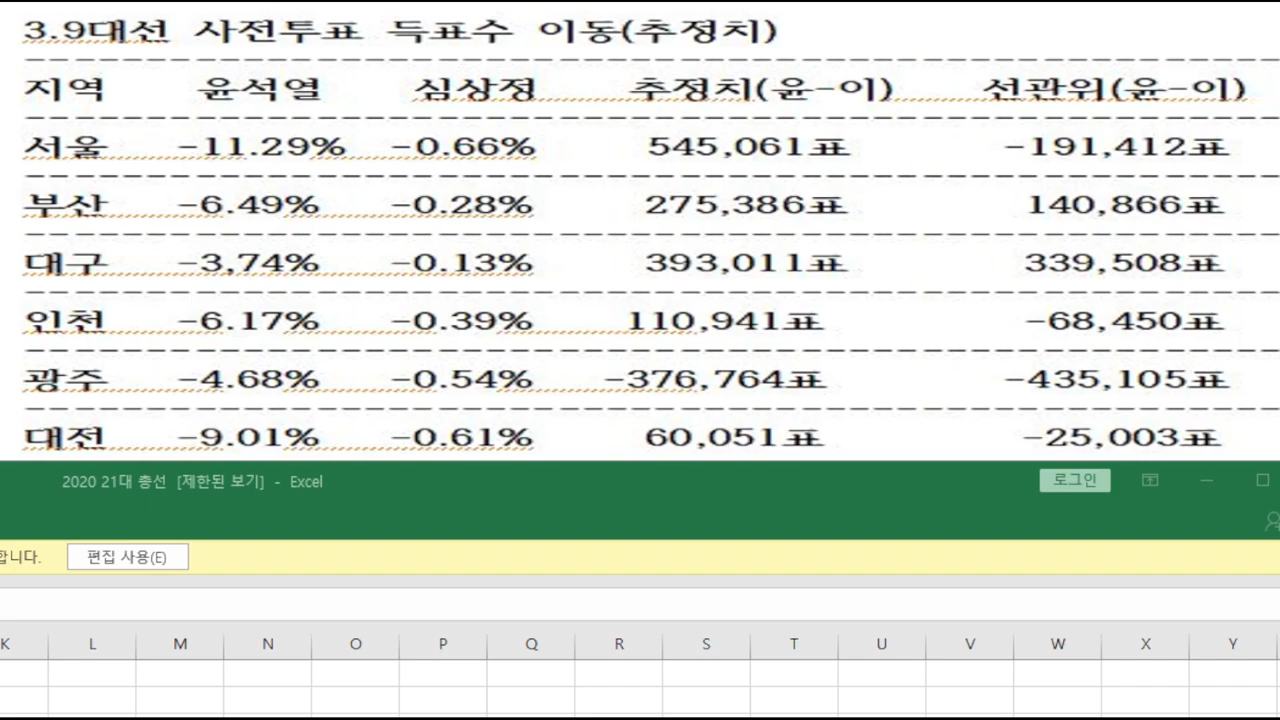 3.9대선 사전투표 득표수 이동(추정치)
지역 윤석열 심상정 추정치(윤-이) 선관위(윤-이)
서울 -11.29% -0.66% 545,061표 -191,412표
부산 -6.49% -0.28% 275,386표 140,866표
대구 -3,74% -0.13% 393,011표 339,508표
인천 -6.17% -0.39% 110,941표 -68,450표
광주 -4.68% -0.54% -376,764표 -435,105표
대전 -9.01% -0.61% 60,051표 -25,003표
2020 21대 총선 [제한된 보기] - Excel 로그인
합니다. 편집 사용(E)
K L M N O P Q R S T U V W X Y